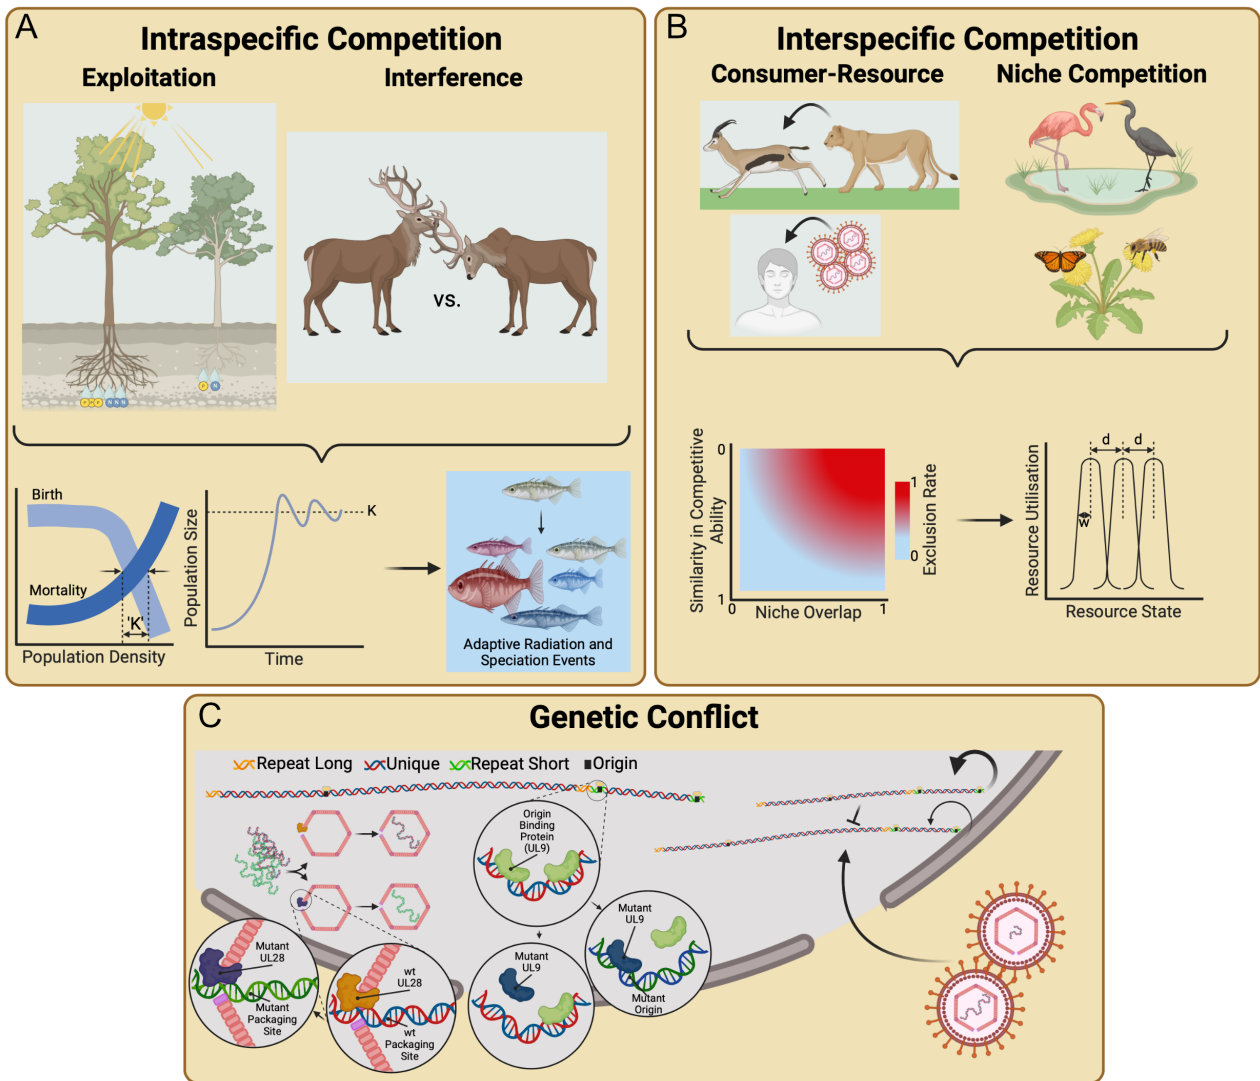 A
Intraspecific Competition
Exploitation
Interference
vs.
P P P N N N
P N
Birth
Mortality
'K'
Population Density
Population Size
K
Time
Adaptive Radiation and
Speciation Events
B
Interspecific Competition
Consumer-Resource
Niche Competition
Similarity in Competitive
Ability
0
1
0
Niche Overlap
1
1
0
Exclusion Rate
Resource Utilisation
d
d
w
Resource State
C
Genetic Conflict
Repeat Long
Unique
Repeat Short
Origin
Origin
Binding
Protein
(UL9)
Mutant
UL9
Mutant
Origin
Mutant
UL9
Mutant
UL28
Mutant
Packaging
Site
wt
UL28
wt
Packaging
Site